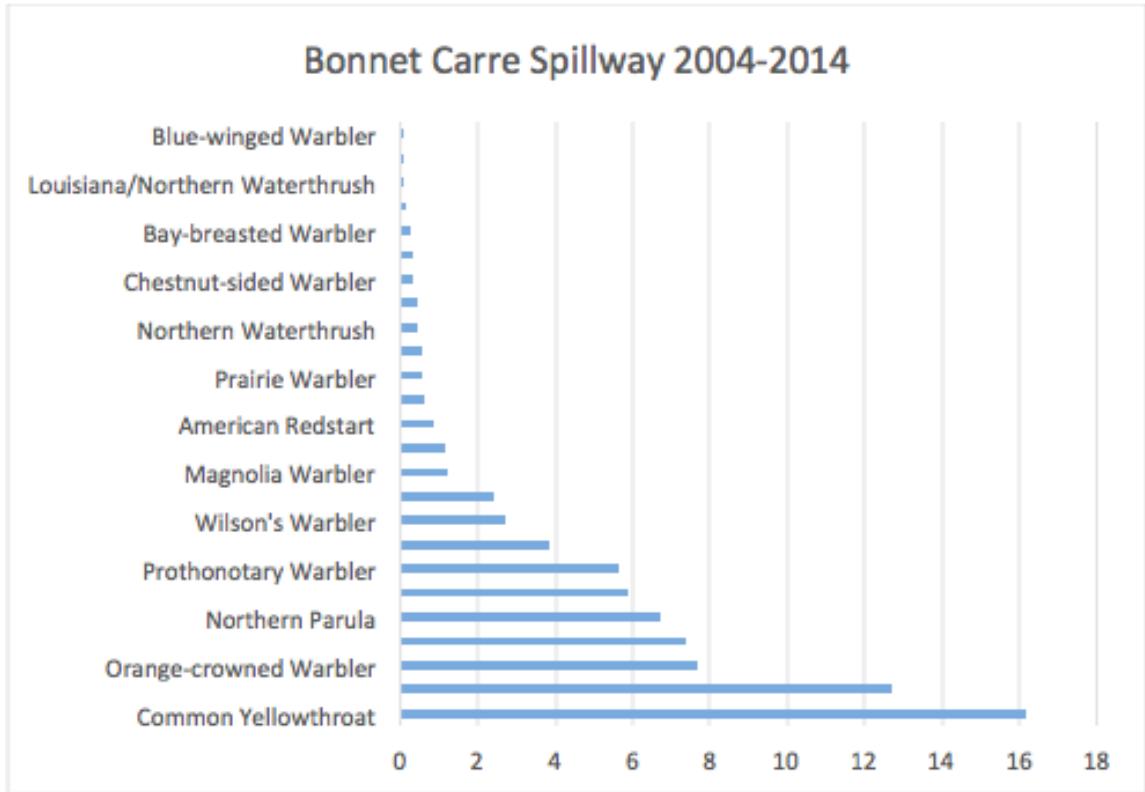 Bonnet Carre Spillway 2004-2014
Blue-winged Warbler
Louisiana/Northern Waterthrush
Bay-breasted Warbler
Chestnut-sided Warbler
Northern Waterthrush
Prairie Warbler
American Redstart
Magnolia Warbler
Wilson's Warbler
Prothonotary Warbler
Northern Parula
Orange-crowned Warbler
Common Yellowthroat
0 2 4 6 8 10 12 14 16 18